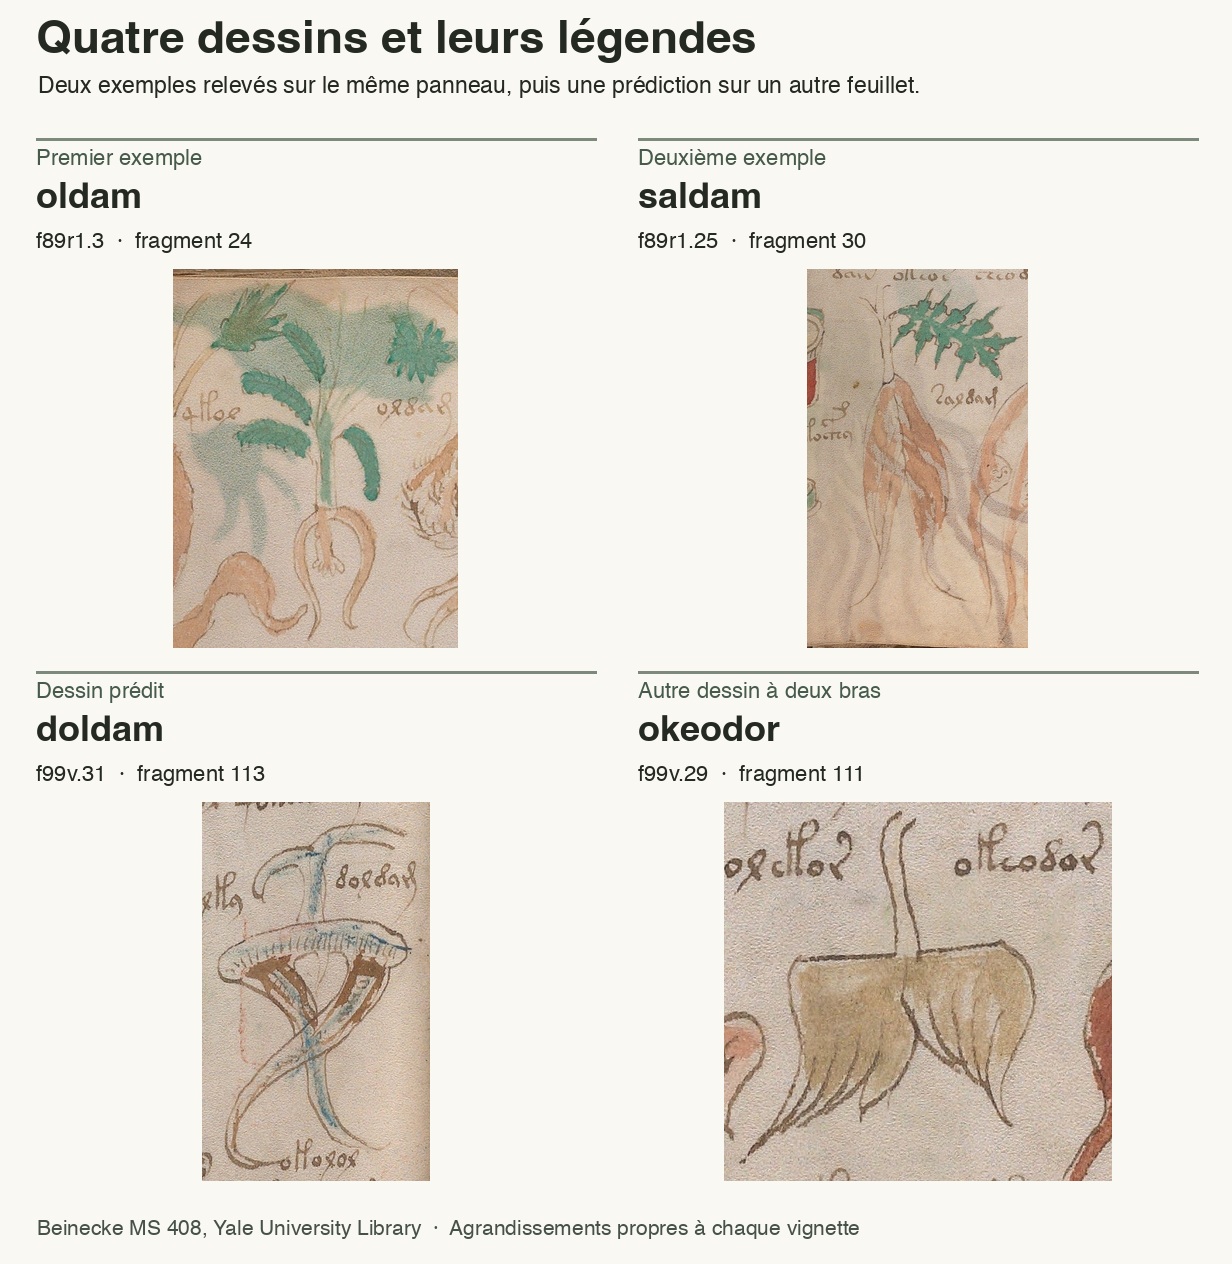 Quatre dessins et leurs légendes
Deux exemples relevés sur le même panneau, puis une prédiction sur un autre feuillet.
Premier exemple
oldam
f89r1.3 · fragment 24
Deuxième exemple
saldam
f89r1.25 · fragment 30
Dessin prédit
doldam
f99v.31 · fragment 113
Autre dessin à deux bras
okeodor
f99v.29 · fragment 111
Beinecke MS 408, Yale University Library · Agrandissements propres à chaque vignette